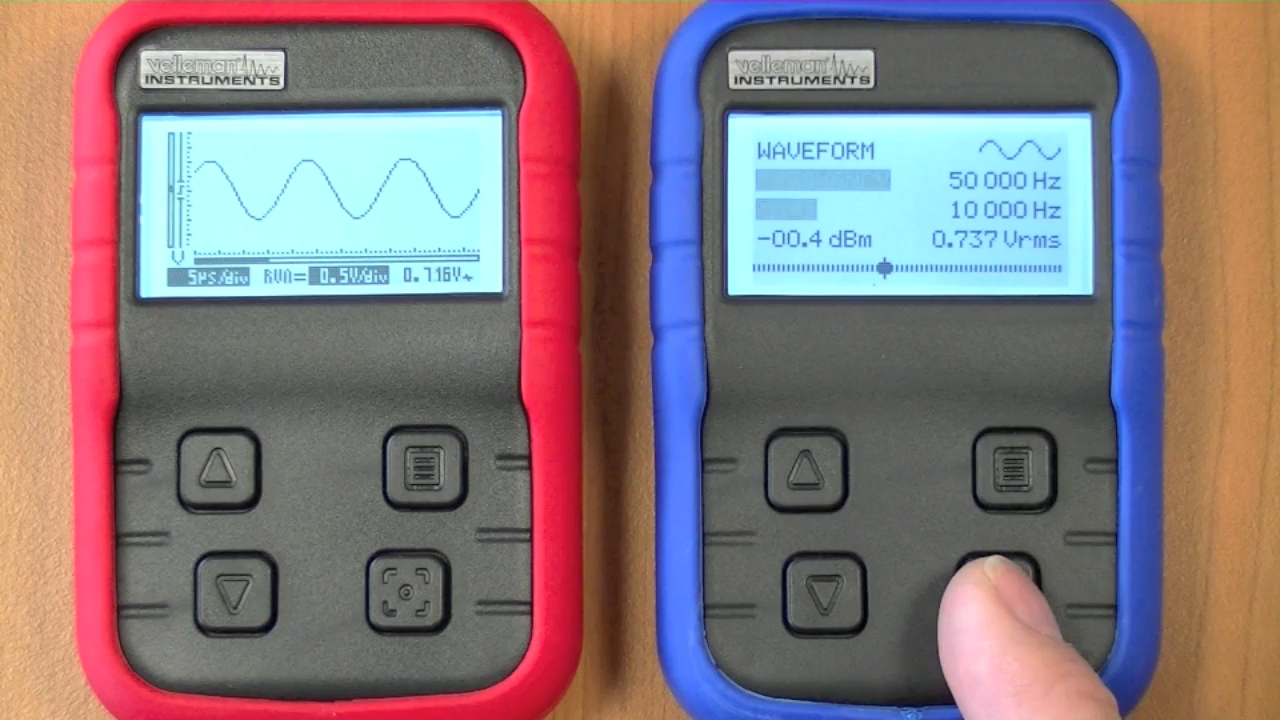 velleman
INSTRUMENTS
5µs/div RVA= 0.5V/div 0.716V
velleman
INSTRUMENTS
WAVEFORM
50 000 Hz
10 000 Hz
-00.4 dBm 0.737 Vrms